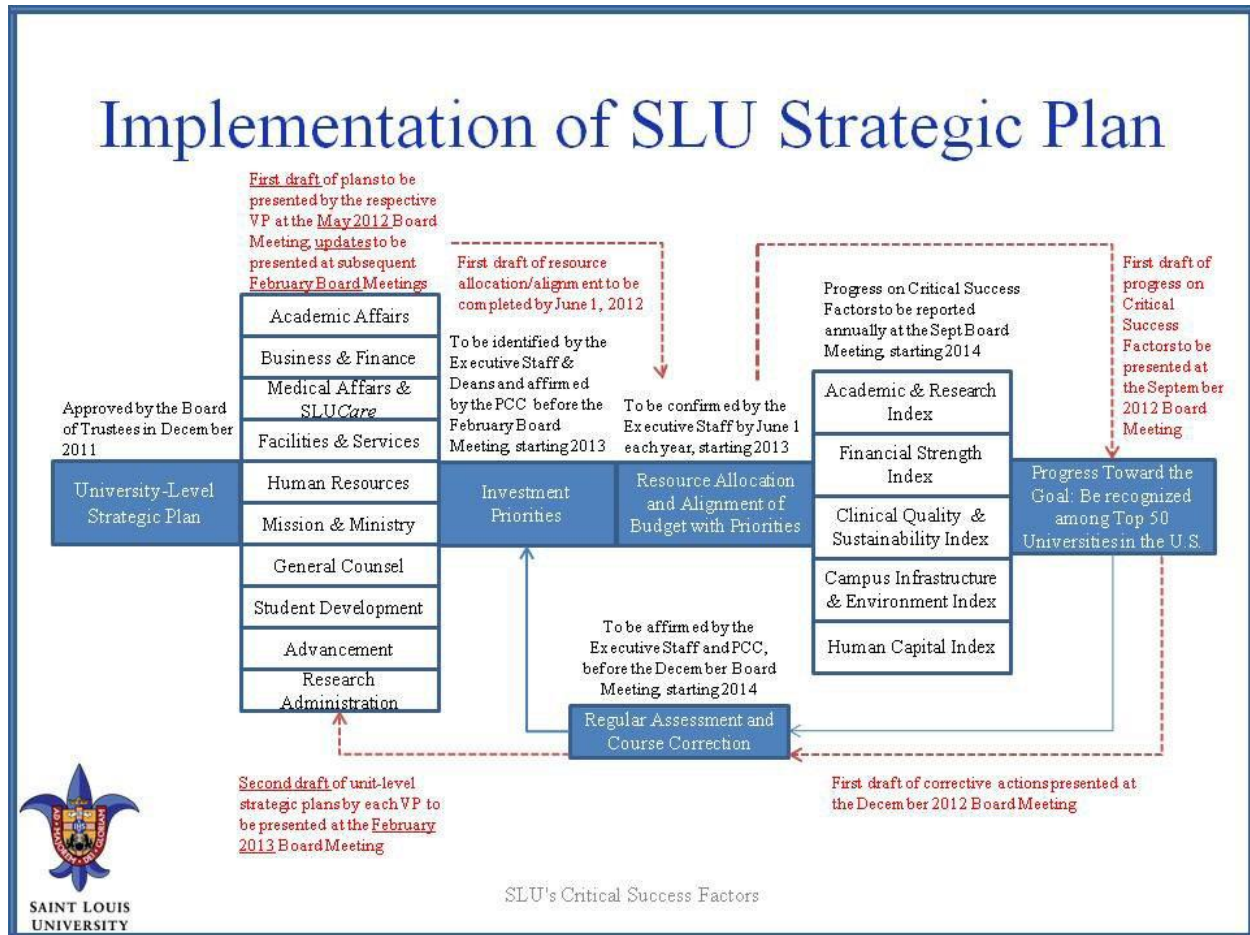 Implementation of SLU Strategic Plan
First draft of plans to be
presented by the respective
VP at the May 2012 Board
Meeting; updates to be
presented at subsequent
February Board Meetings
First draft of resource
allocation/alignment to be
completed by June 1, 2012
First draft of
progress on
Critical
Success
Factors to be
presented at
the September
2012 Board
Meeting
Approved by the Board
of Trustees in December
2011
University-Level
Strategic Plan
Academic Affairs
Business & Finance
Medical Affairs &
SLUCare
Facilities & Services
Human Resources
Mission & Ministry
General Counsel
Student Development
Advancement
Research
Administration
To be identified by the
Executive Staff &
Deans and affirmed
by the PCC before the
February Board
Meeting, starting 2013
Investment
Priorities
To be confirmed by the
Executive Staff by June 1
each year, starting 2013
Resource Allocation
and Alignment of
Budget with Priorities
Progress on Critical Success
Factors to be reported
annually at the Sept Board
Meeting, starting 2014
Academic & Research
Index
Financial Strength
Index
Clinical Quality &
Sustainability Index
Campus Infrastructure
& Environment Index
Human Capital Index
Progress Toward the
Goal: Be recognized
among Top 50
Universities in the U.S.
To be affirmed by the
Executive Staff and PCC,
before the December Board
Meeting, starting 2014
Regular Assessment and
Course Correction
Second draft of unit-level
strategic plans by each VP to
be presented at the February
2013 Board Meeting
First draft of corrective actions presented at
the December 2012 Board Meeting
AD MAJOREM DEI GLORIAM
IHS
SAINT LOUIS
UNIVERSITY
SLU's Critical Success Factors